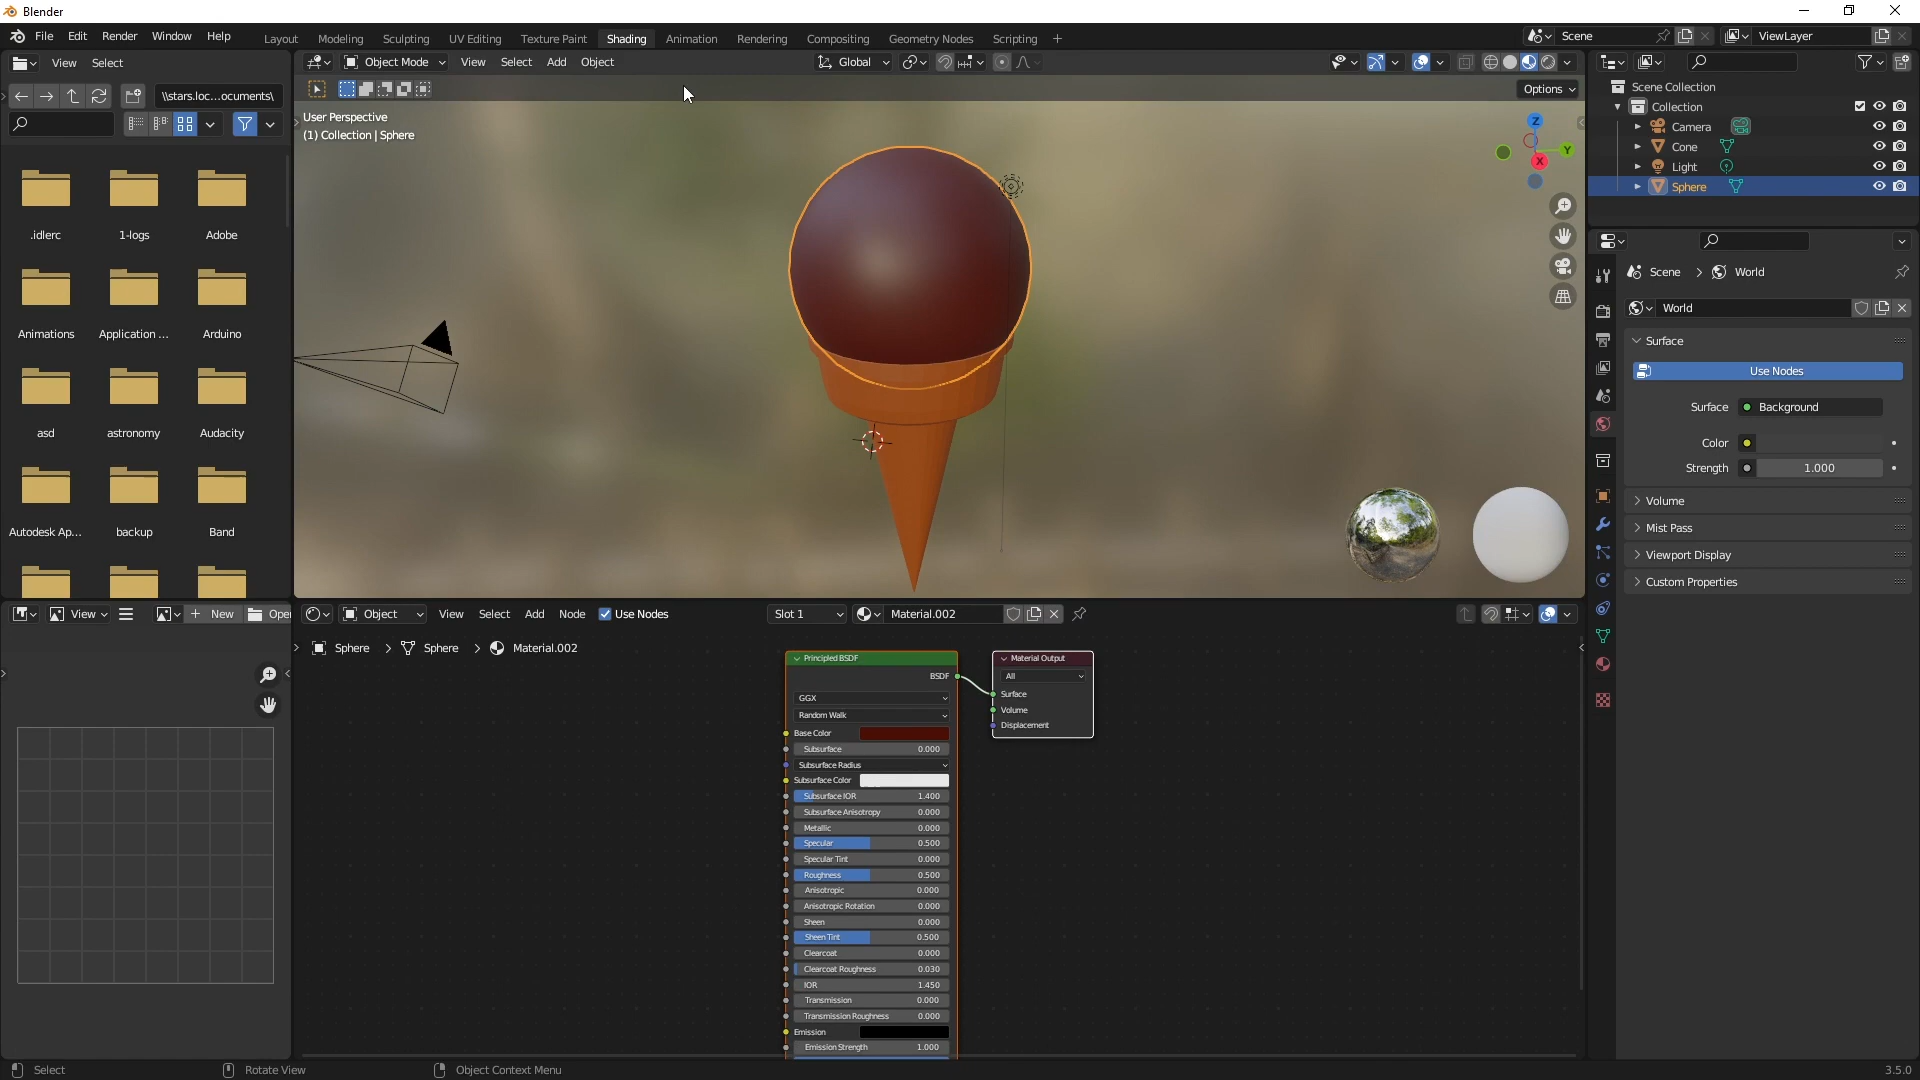 Blender
File Edit Render Window Help Layout Modeling Sculpting UV Editing Texture Paint Shading Animation Rendering Compositing Geometry Nodes Scripting + Scene ViewLayer
View Select
Object Mode View Select Add Object Global
\\stars.loc...ocuments\
Options
User Perspective
(1) Collection | Sphere
Z
Y
X
.idlerc 1-logs Adobe
Animations Application ... Arduino
asd astronomy Audacity
Autodesk Ap... backup Band
Scene Collection
Collection
Camera
Cone
Light
Sphere
Scene > World
World
Surface
Use Nodes
Surface Background
Color
Strength 1.000
Volume
Mist Pass
Viewport Display
Custom Properties
View + New Open
Object View Select Add Node Use Nodes Slot 1 Material.002
Sphere > Sphere > Material.002
Principled BSDF
BSDF
GGX
Random Walk
Base Color
Subsurface 0.000
Subsurface Radius
Subsurface Color
Subsurface IOR 1.400
Subsurface Anisotropy 0.000
Metallic 0.000
Specular 0.500
Specular Tint 0.000
Roughness 0.500
Anisotropic 0.000
Anisotropic Rotation 0.000
Sheen 0.000
Sheen Tint 0.500
Clearcoat 0.000
Clearcoat Roughness 0.030
IOR 1.450
Transmission 0.000
Transmission Roughness 0.000
Emission
Emission Strength 1.000
Material Output
All
Surface
Volume
Displacement
Select Rotate View Object Context Menu 3.5.0